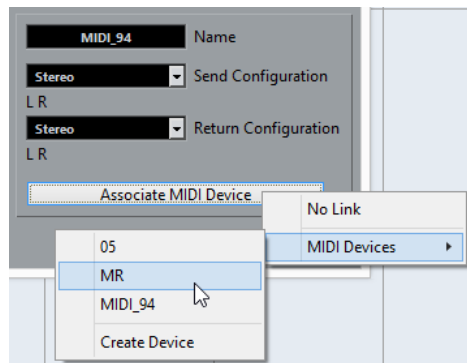 MIDI_94 Name
Stereo Send Configuration
L R
Stereo Return Configuration
L R
Associate MIDI Device
No Link
MIDI Devices
05
MR
MIDI_94
Create Device